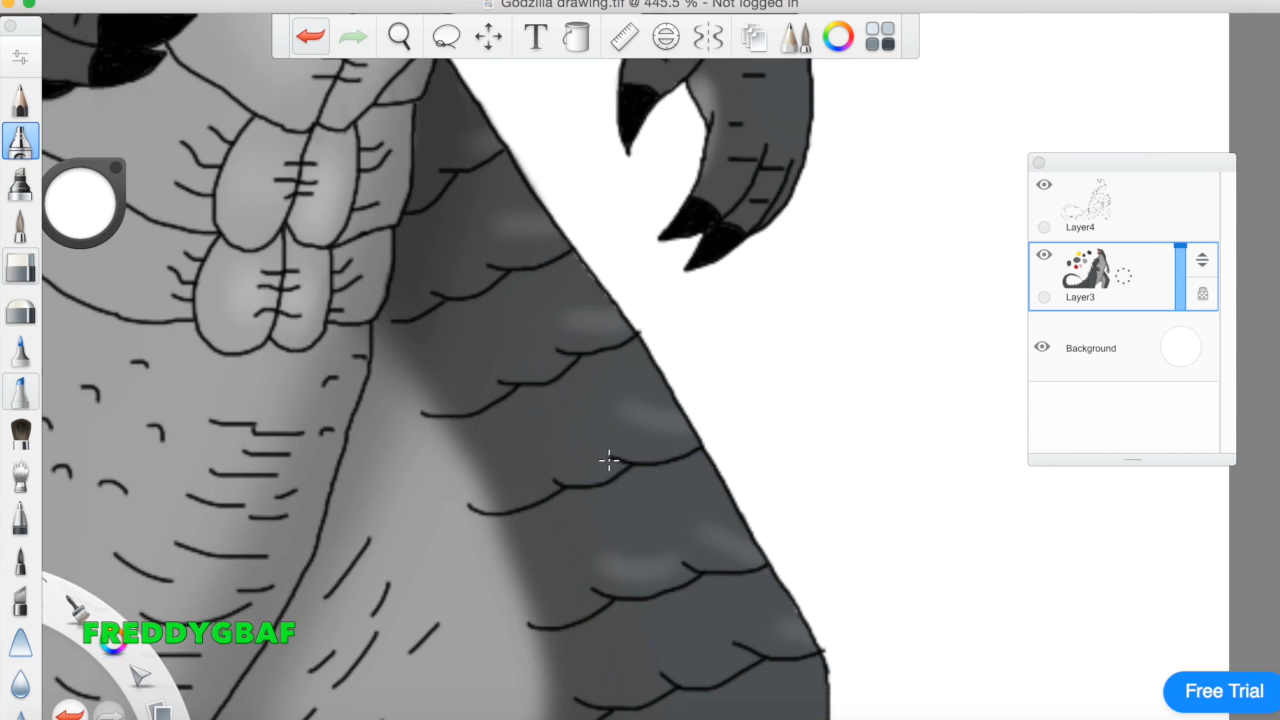 Godzilla drawing.tif @ 445.5 % - Not logged in
T
Layer4
Layer3
Background
FREDDYGBAF
Free Trial